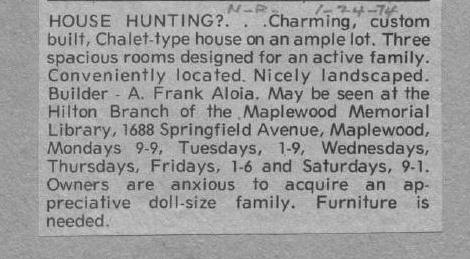 N-R- 1-24-74
HOUSE HUNTING?. . .Charming, custom
built, Chalet-type house on an ample lot. Three
spacious rooms designed for an active family.
Conveniently located. Nicely landscaped.
Builder - A. Frank Aloia. May be seen at the
Hilton Branch of the Maplewood Memorial
Library, 1688 Springfield Avenue, Maplewood,
Mondays 9-9, Tuesdays, 1-9, Wednesdays,
Thursdays, Fridays, 1-6 and Saturdays, 9-1.
Owners are anxious to acquire an ap-
preciative doll-size family. Furniture is
needed.